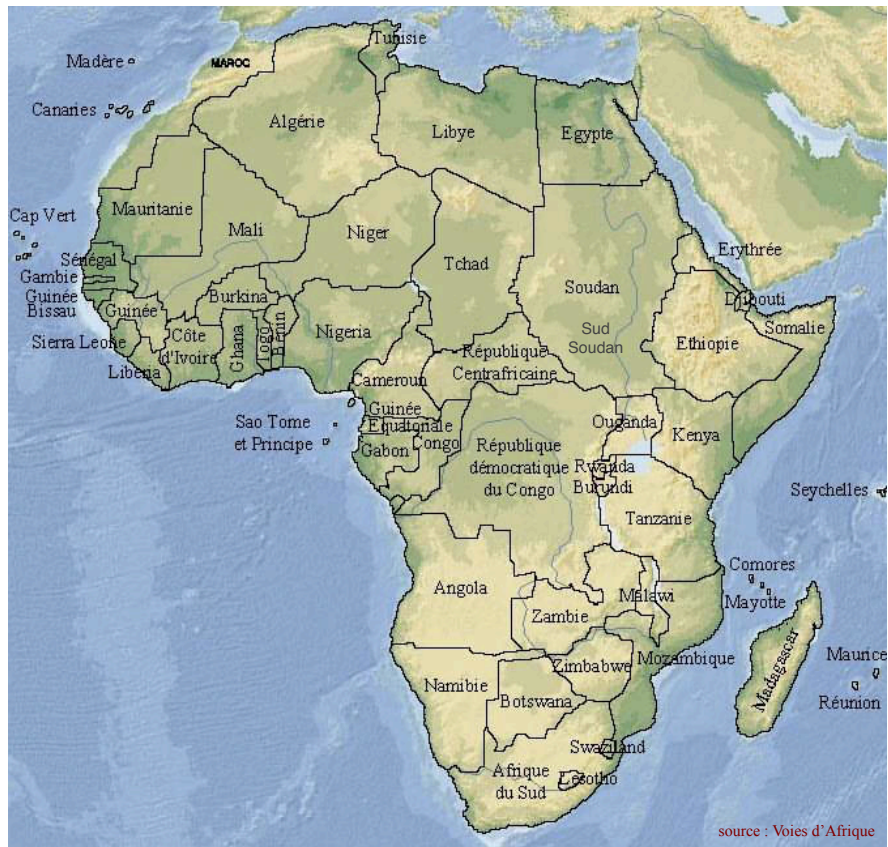 Tunisie
Madère
MAROC
Canaries
Algérie
Libye
Egypte
Mauritanie
Cap Vert
Mali
Niger
Tchad
Erythrée
Sénégal
Gambie
Guinée
Bissau
Guinée
Burkina
Soudan
Djibouti
Somalie
Sierra Leone
Côte
d'Ivoire
Ghana
Togo
Bénin
Nigeria
Sud
Soudan
Ethiopie
Liberia
République
Centrafricaine
Cameroun
Guinée
Equatoriale
Sao Tome
et Principe
Gabon
Congo
République
démocratique
du Congo
Ouganda
Kenya
Rwanda
Burundi
Seychelles
Tanzanie
Comores
Mayotte
Angola
Malawi
Zambie
Mozambique
Madagascar
Maurice
Réunion
Zimbabwe
Namibie
Botswana
Swaziland
Afrique
du Sud
Lesotho
source : Voies d'Afrique